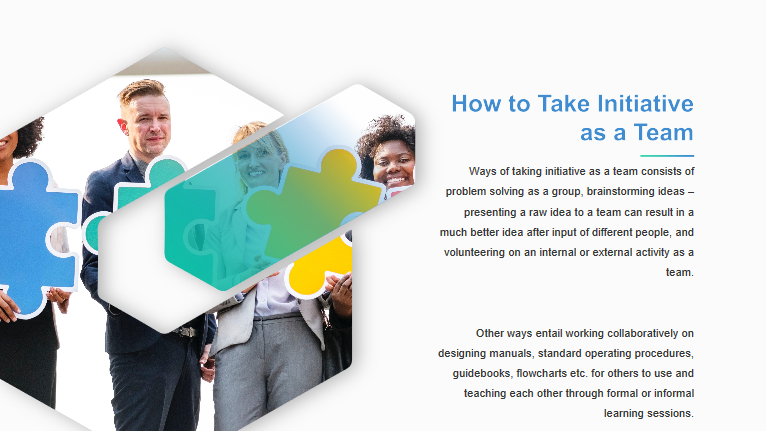 How to Take Initiative
as a Team
Ways of taking initiative as a team consists of
problem solving as a group, brainstorming ideas –
presenting a raw idea to a team can result in a
much better idea after input of different people, and
volunteering on an internal or external activity as a
team.
Other ways entail working collaboratively on
designing manuals, standard operating procedures,
guidebooks, flowcharts etc. for others to use and
teaching each other through formal or informal
learning sessions.